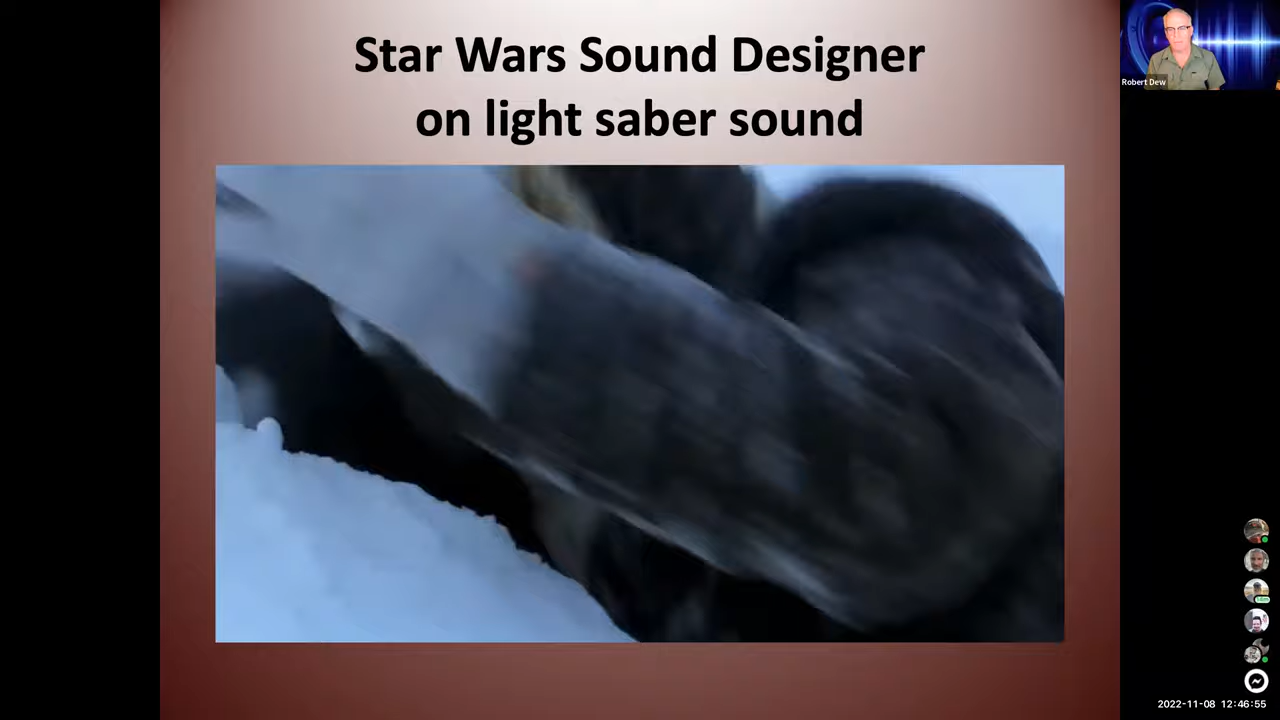 Star Wars Sound Designer
on light saber sound
Robert Dew
2022-11-08 12:46:55